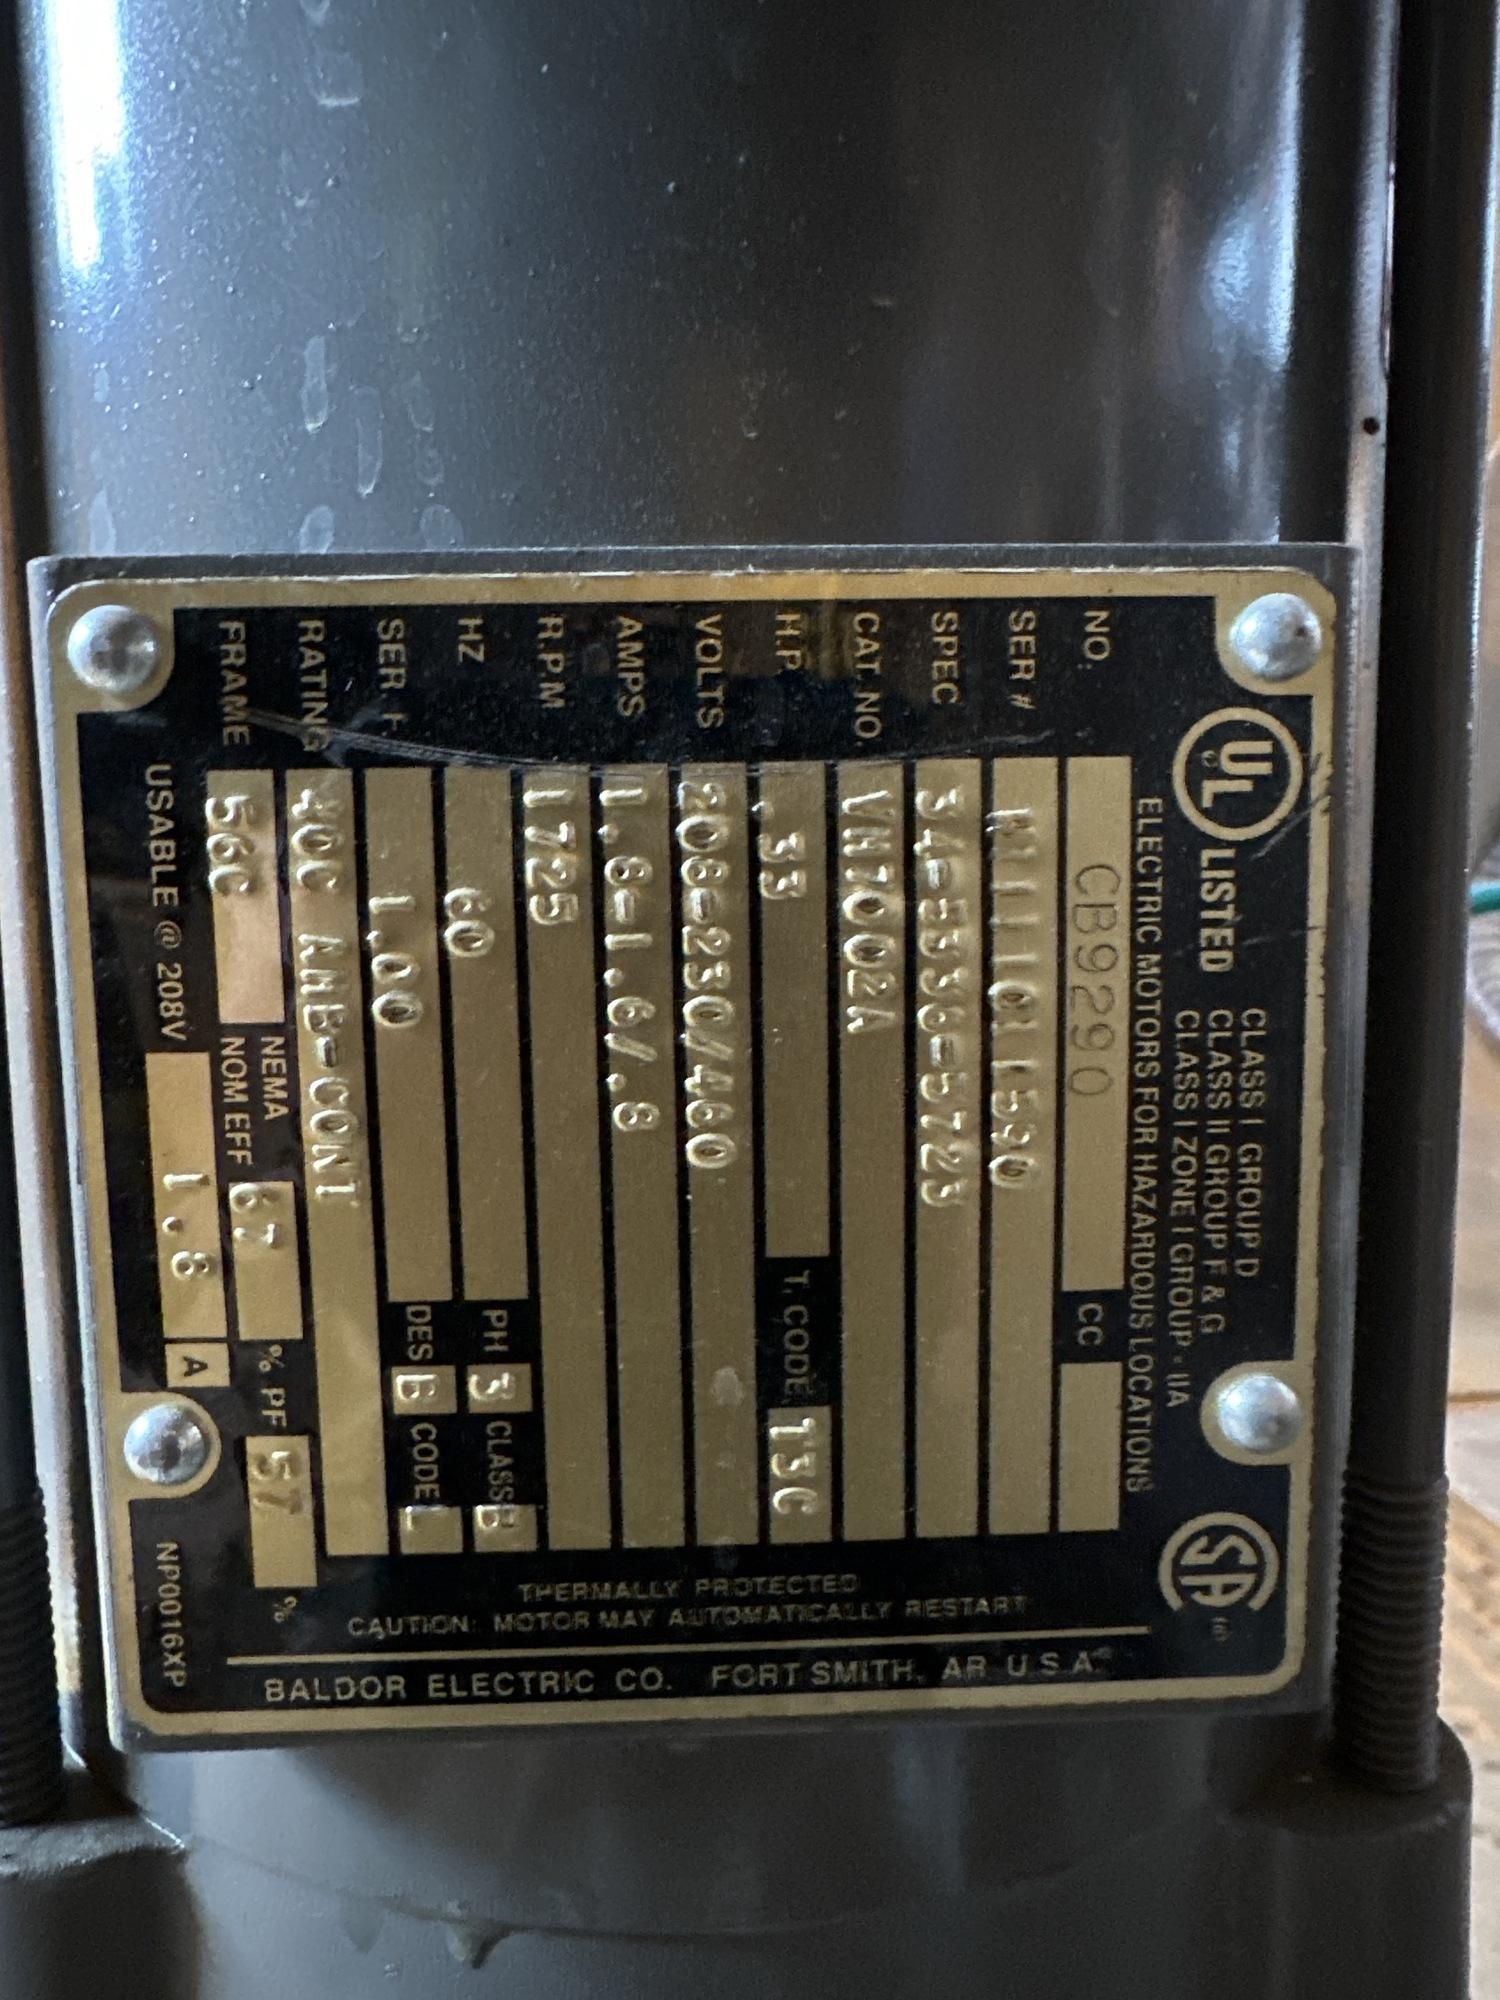 UL LISTED
CLASS I GROUP D
CLASS II GROUP F & G
CLASS I ZONE I GROUP - IIA
ELECTRIC MOTORS FOR HAZARDOUS LOCATIONS
SA
NO. CB9290 CC
SER #
SPEC 34-5536-5725
CAT. NO. VM7002A
H.P. .33 T. CODE T3C
VOLTS 208-230/460
AMPS 1.8-1.6/.8
R.P.M 1725
HZ 60 PH 3 CLASS B
SER F 1.00 DES B CODE L
RATING 40C AMB-CONT
FRAME 56C NEMA NOM EFF 67 % PF 57 %
USABLE @ 208V 1.8 A
NP0016XP
THERMALLY PROTECTED
CAUTION: MOTOR MAY AUTOMATICALLY RESTART
BALDOR ELECTRIC CO. FORT SMITH, AR U S A